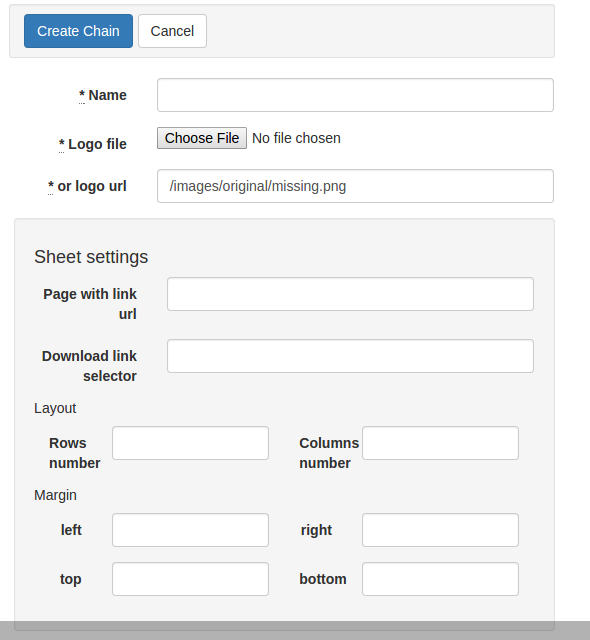 Create Chain Cancel
* Name
* Logo file Choose File No file chosen
* or logo url /images/original/missing.png
Sheet settings
Page with link
url
Download link
selector
Layout
Rows Columns
number number
Margin
left right
top bottom